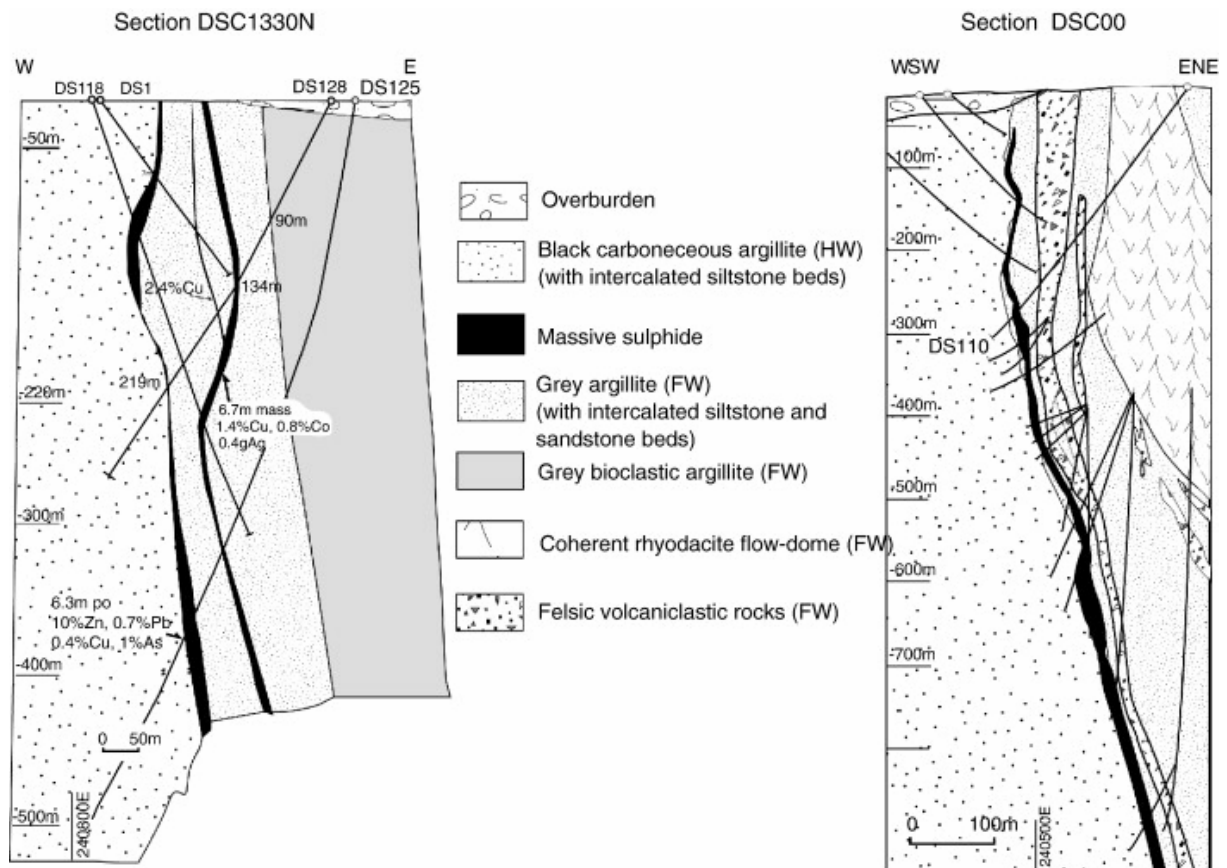 Section DSC1330N
W
E
DS118
DS1
DS128
DS125
-50m
90m
2.4%Cu
134m
219m
-220m
6.7m mass
1.4%Cu, 0.8%Co
0.4gAg
-300m
6.3m po
10%Zn, 0.7%Pb
0.4%Cu, 1%As
-400m
0 50m
-500m
240800E
Overburden
Black carboneceous argillite (HW)
(with intercalated siltstone beds)
Massive sulphide
Grey argillite (FW)
(with intercalated siltstone and
sandstone beds)
Grey bioclastic argillite (FW)
Coherent rhyodacite flow-dome (FW)
Felsic volcaniclastic rocks (FW)
Section DSC00
WSW
ENE
-100m
-200m
-300m
DS110
-400m
-500m
-600m
-700m
0 100m
240500E